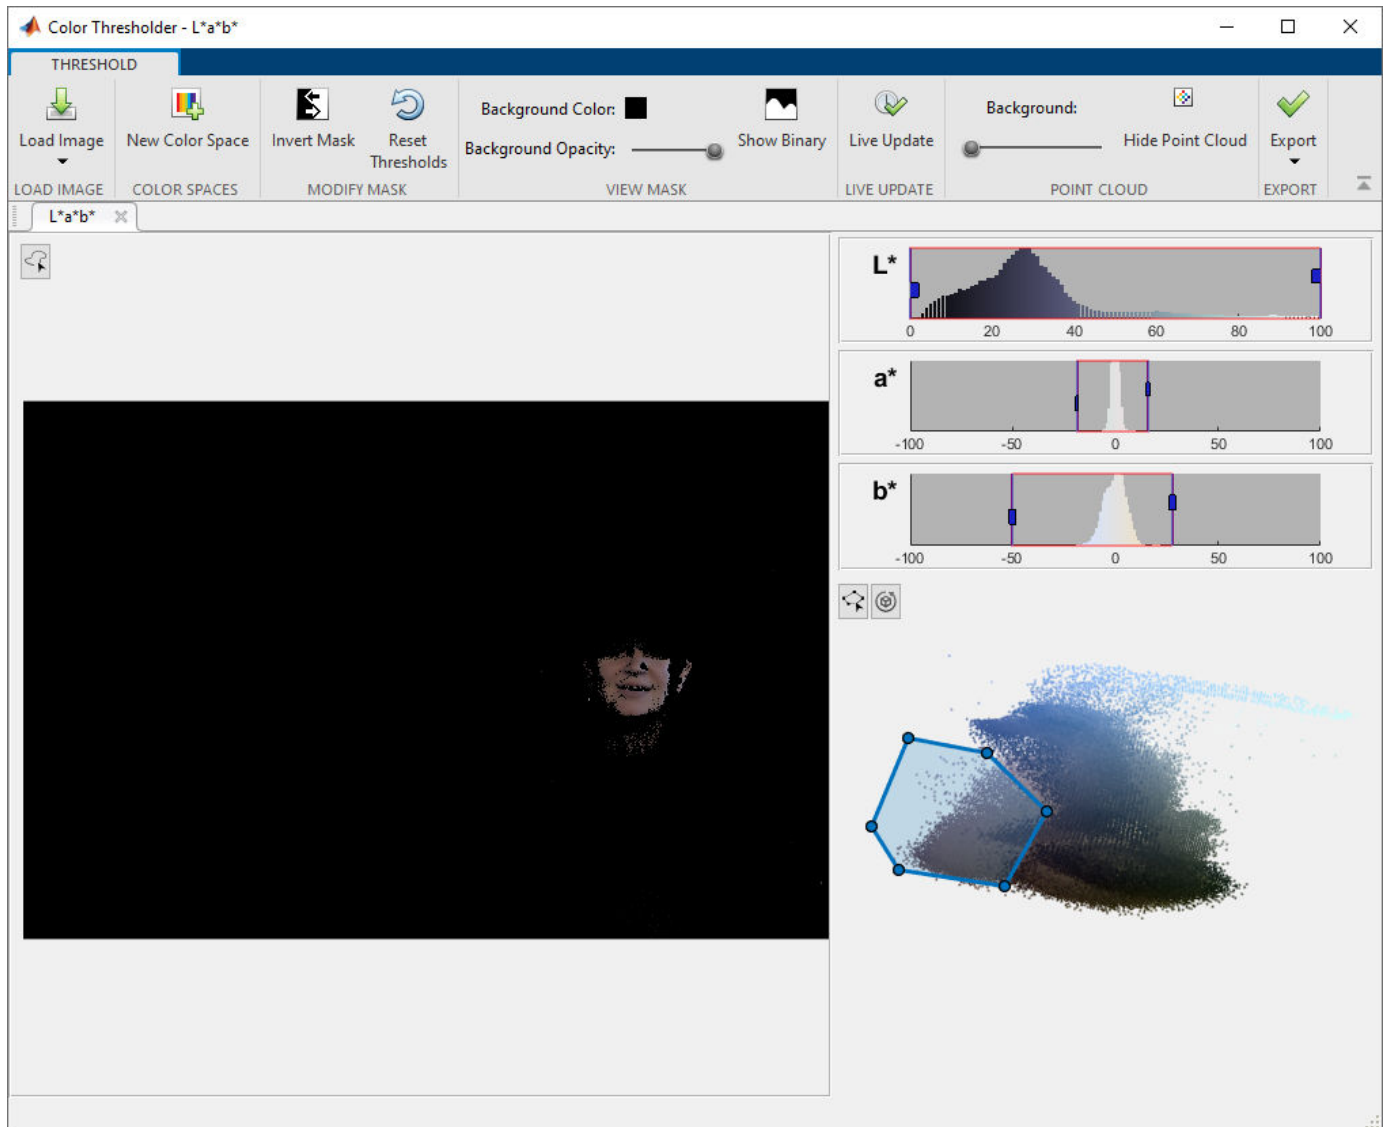 Color Thresholder - L*a*b*
THRESHOLD
Load Image
New Color Space
Invert Mask
Reset
Thresholds
Background Color:
Background Opacity:
Show Binary
Live Update
Background:
Hide Point Cloud
Export
LOAD IMAGE
COLOR SPACES
MODIFY MASK
VIEW MASK
LIVE UPDATE
POINT CLOUD
EXPORT
L*a*b*
L*
0 20 40 60 80 100
a*
-100 -50 0 50 100
b*
-100 -50 0 50 100